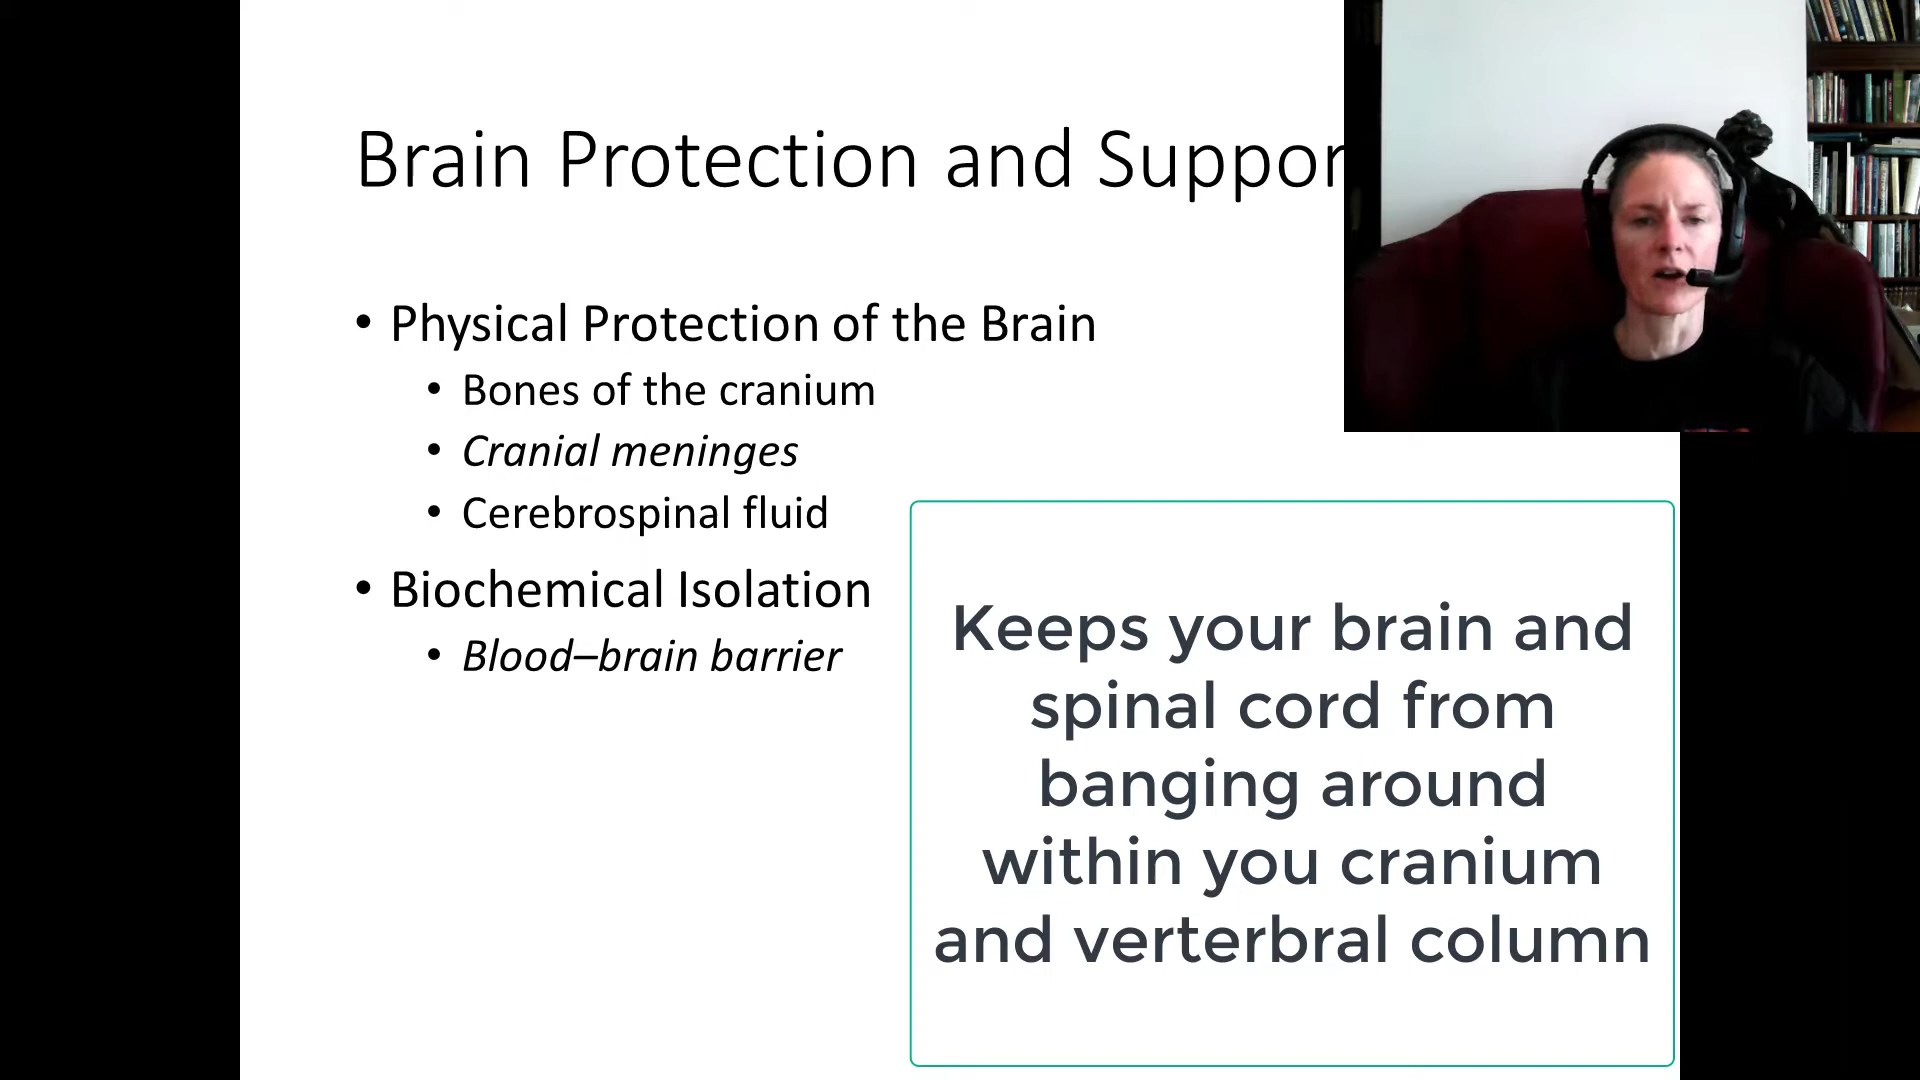 Brain Protection and Suppor
• Physical Protection of the Brain
• Bones of the cranium
• Cranial meninges
• Cerebrospinal fluid
• Biochemical Isolation
• Blood–brain barrier
Keeps your brain and
spinal cord from
banging around
within you cranium
and verterbral column